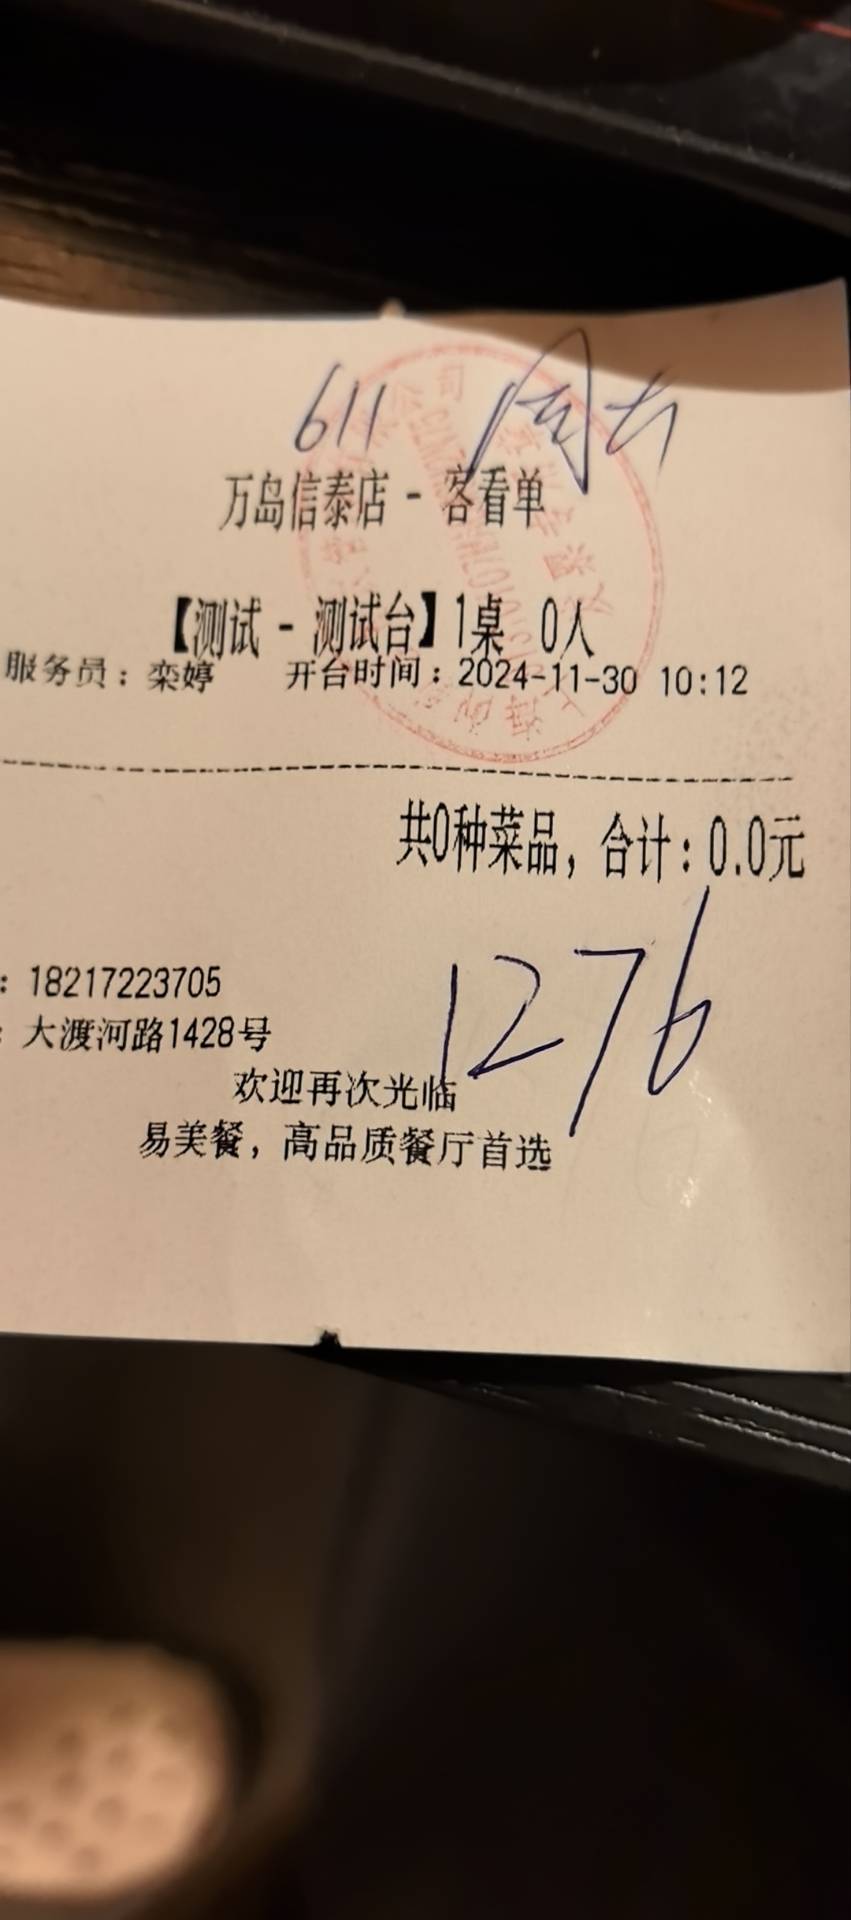 611
万岛信泰店 - 客看单
【测试 - 测试台】1桌 0人
服务员: 栾婷 开台时间: 2024-11-30 10:12
共0种菜品, 合计: 0.0元
1276
: 18217223705
: 大渡河路1428号
欢迎再次光临
易美餐, 高品质餐厅首选